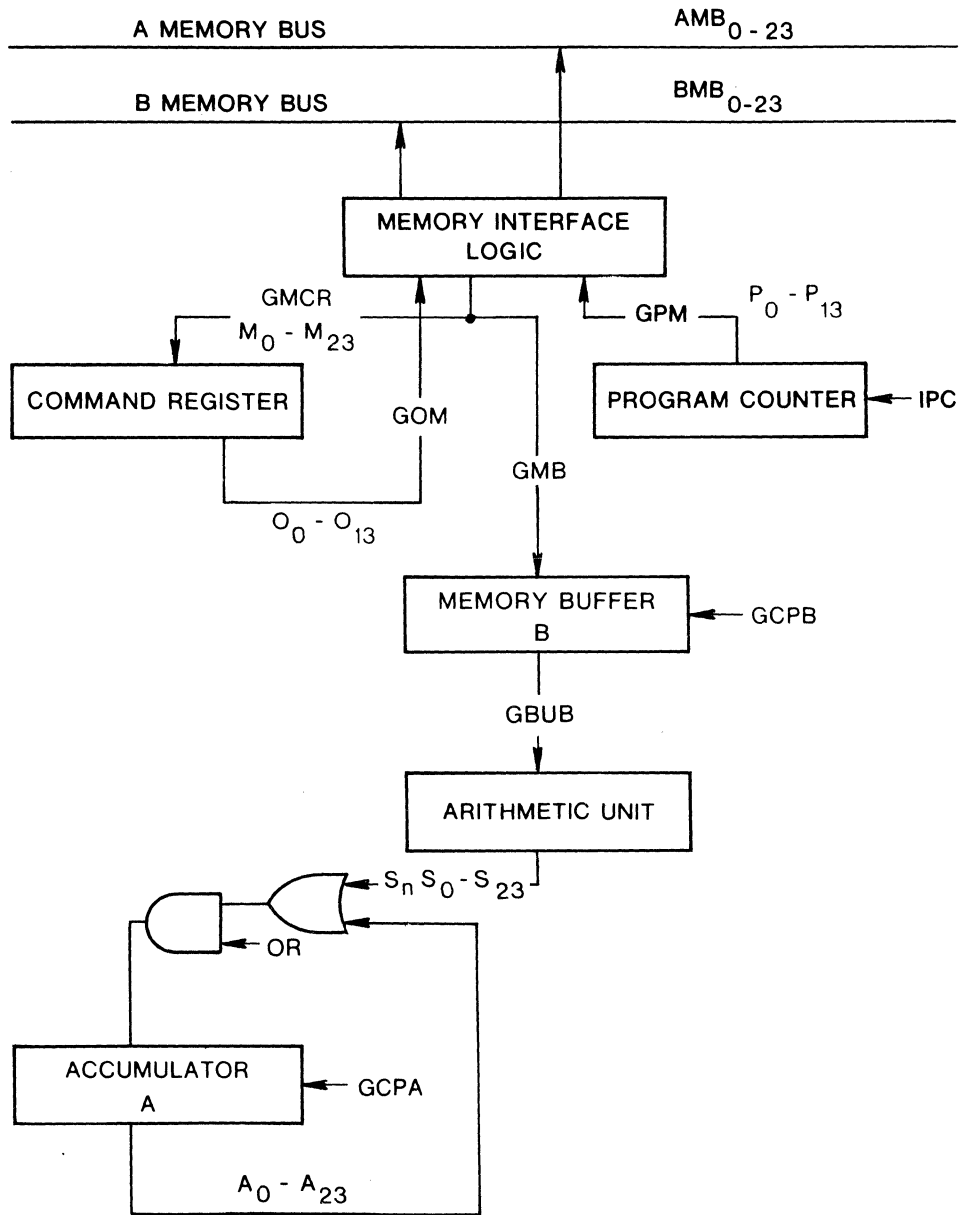 A MEMORY BUS
AMB0-23
B MEMORY BUS
BMB0-23
MEMORY INTERFACE
LOGIC
GMCR
M0 - M23
GPM
P0 - P13
COMMAND REGISTER
GOM
PROGRAM COUNTER
IPC
GMB
O0 - O13
MEMORY BUFFER
B
GCPB
GBUB
ARITHMETIC UNIT
Sn S0 - S23
OR
ACCUMULATOR
A
GCPA
A0 - A23